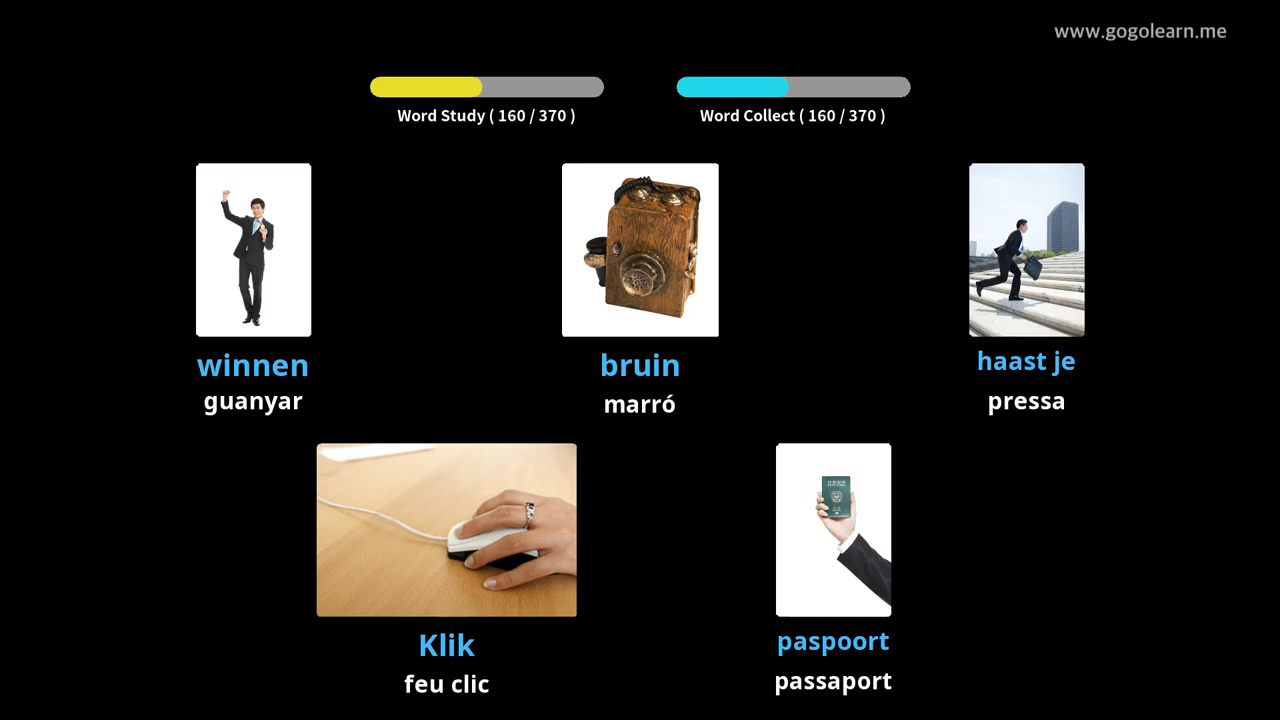 www.gogolearn.me
Word Study ( 160 / 370 )
Word Collect ( 160 / 370 )
winnen
guanyar
bruin
marró
haast je
pressa
Klik
feu clic
paspoort
passaport